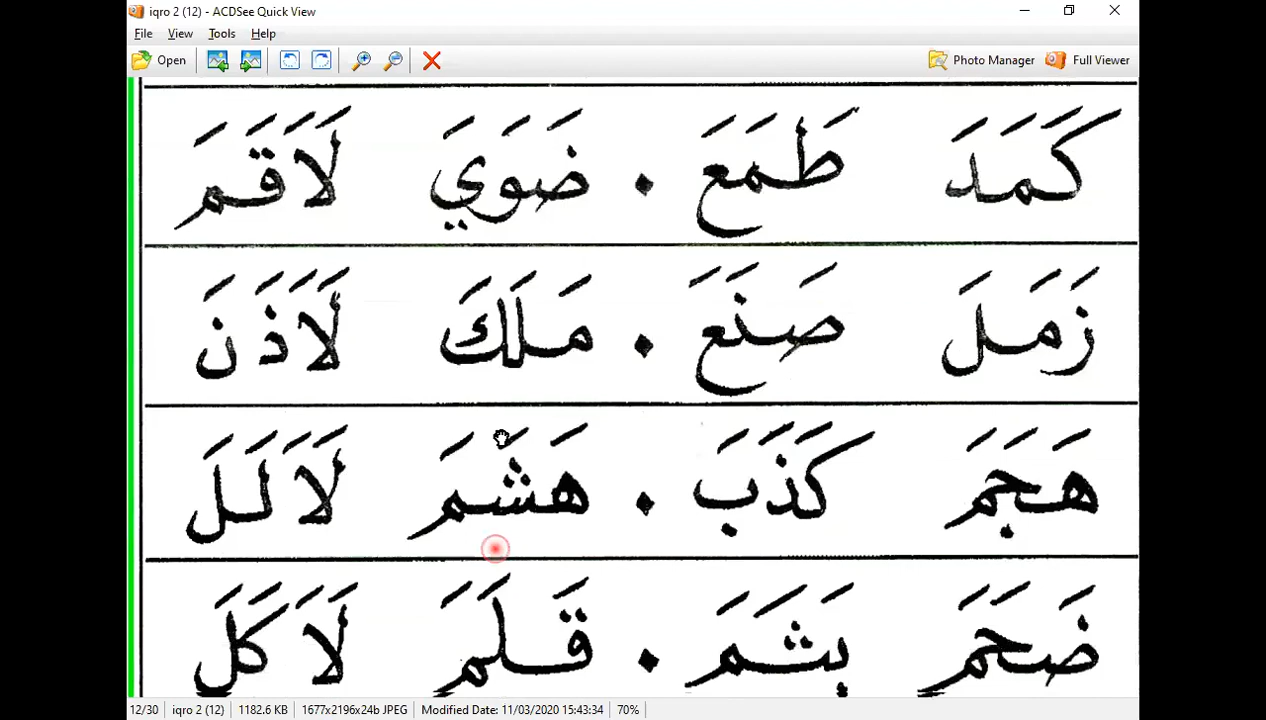 iqro 2 (12) - ACDSee Quick View
File View Tools Help
Open Photo Manager Full Viewer
كَمَدَ طَمَعَ . ضَوَيَ لَاَقَمَ
زَمَلَ صَنَعَ . مَلَكَ لَاَذَنَ
هَجَمَ كَذَبَ . هَشَمَ لَاَلَلَ
ضَحَمَ بَثَمَ . قَلَمَ لَاَكَلَ
12/30 iqro 2 (12) 1182.6 KB 1677x2196x24b JPEG Modified Date: 11/03/2020 15:43:34 70%